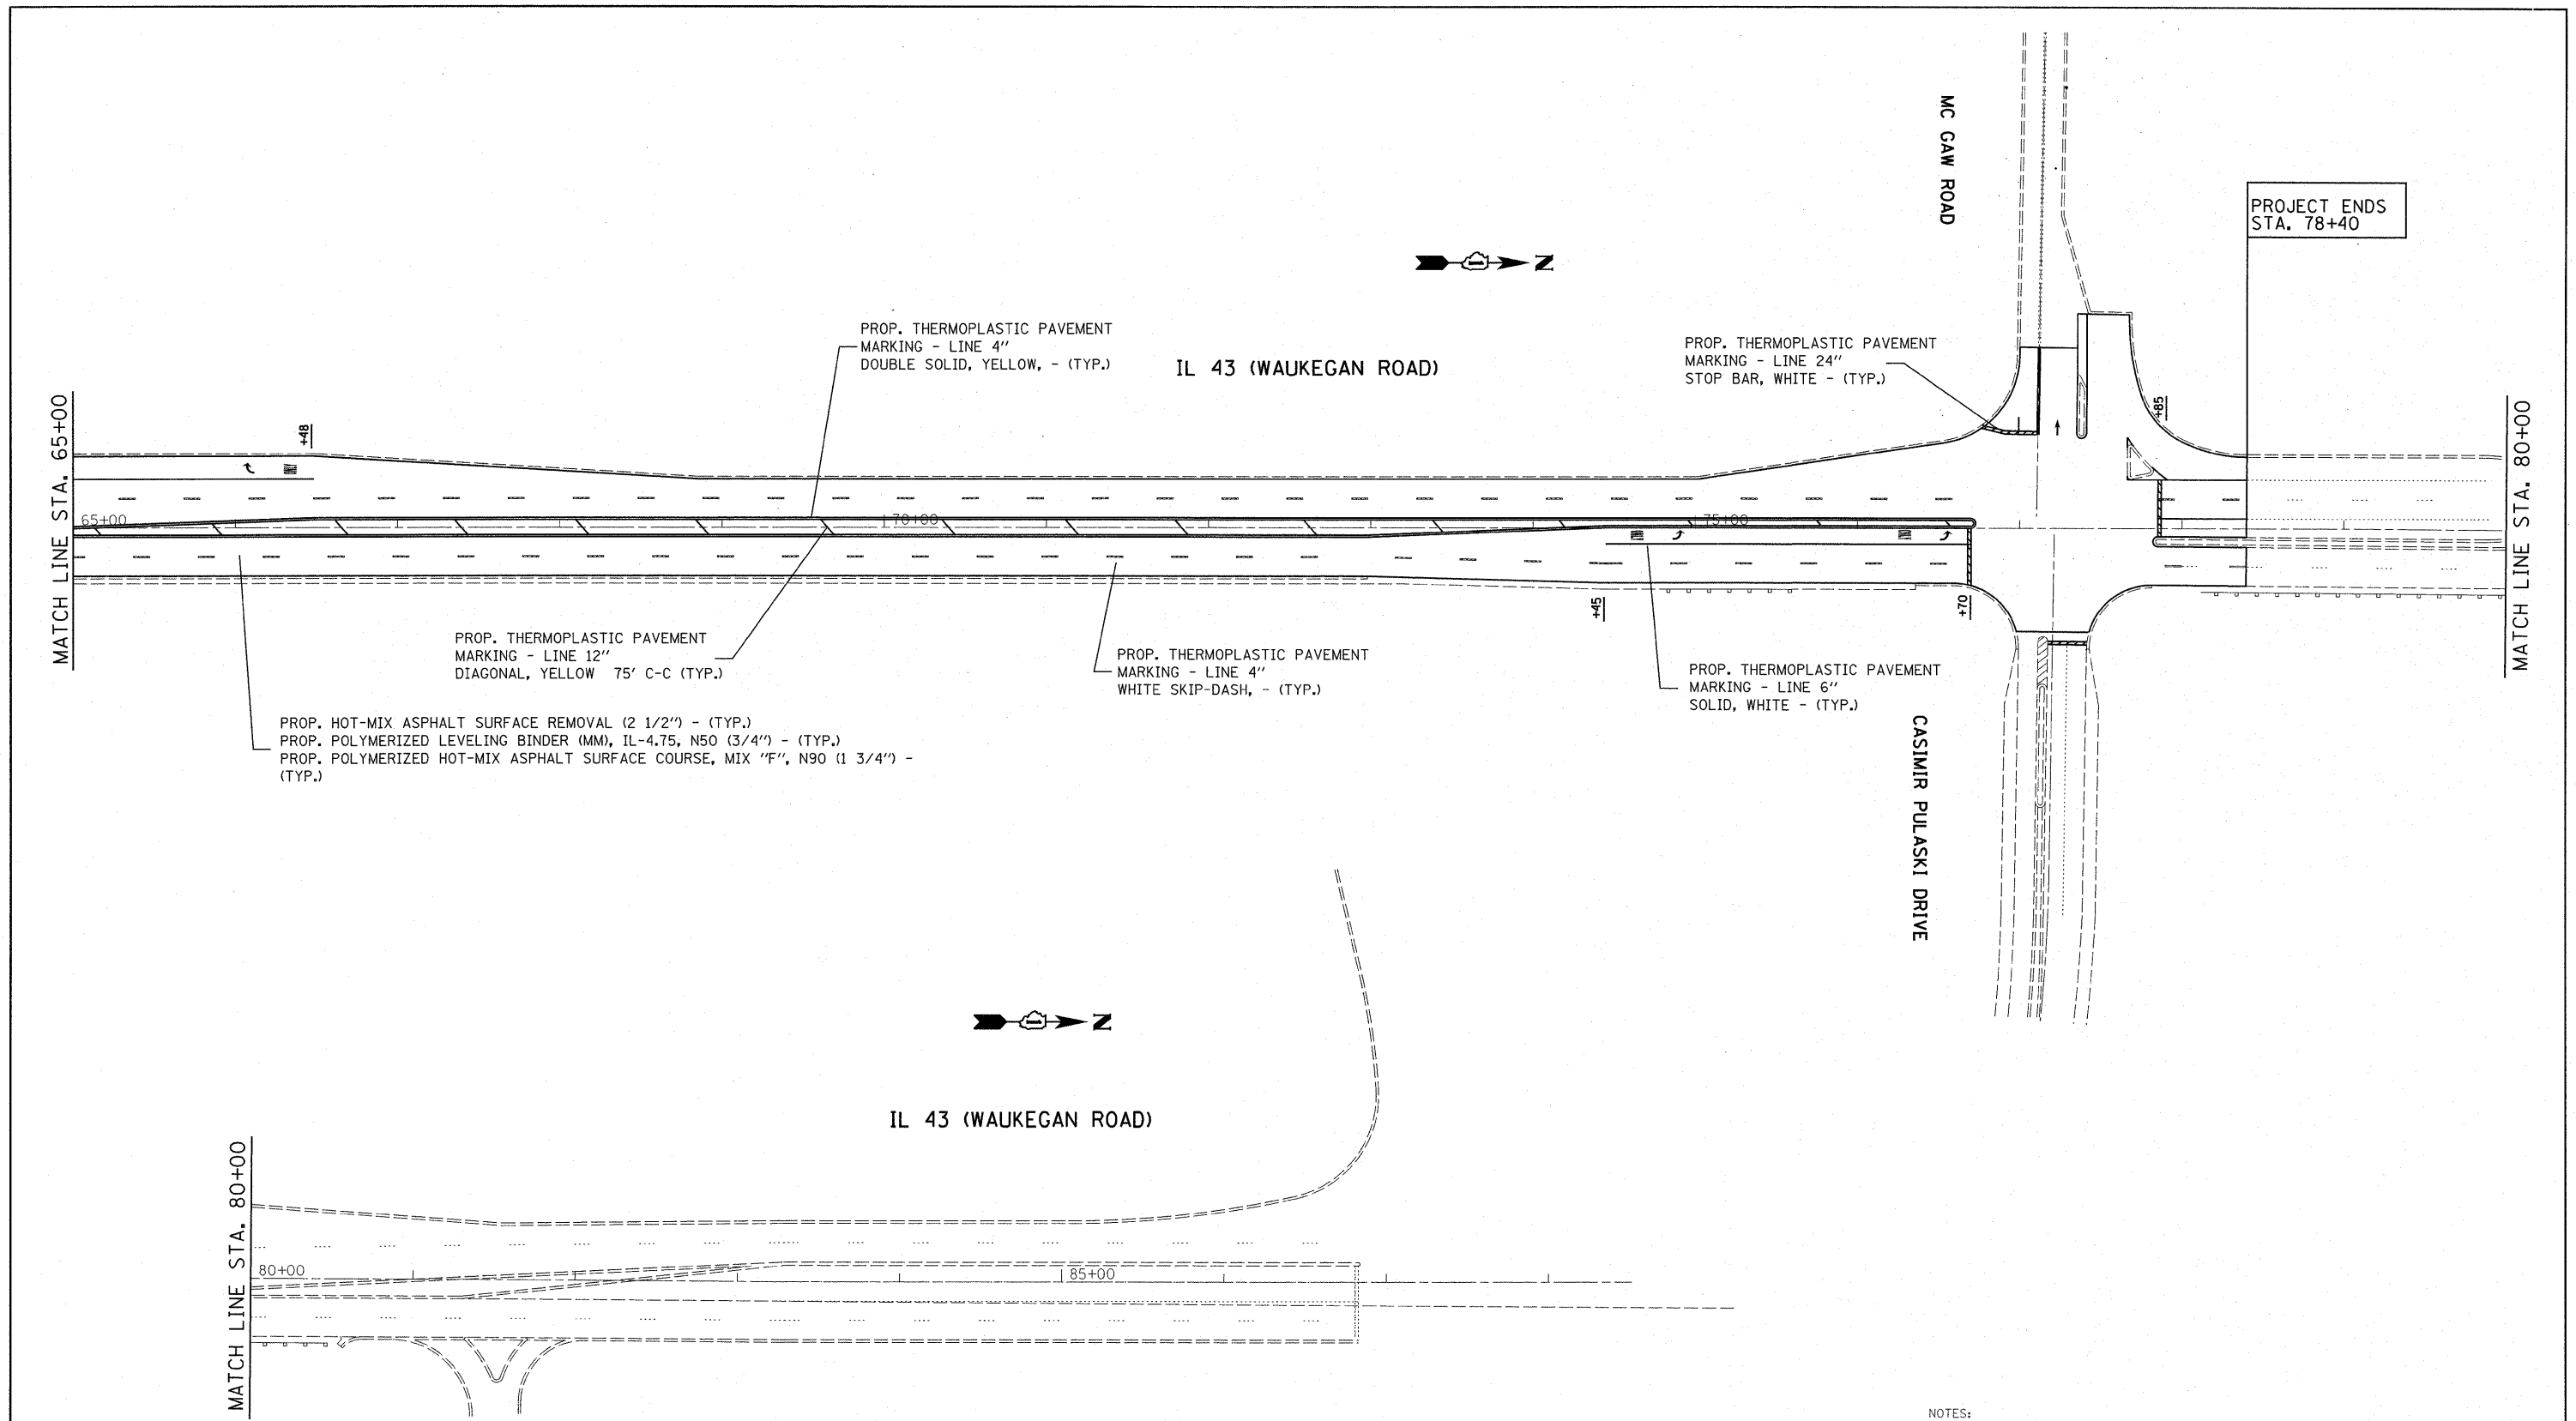 MC GAW ROAD
PROJECT ENDS
STA. 78+40
N
PROP. THERMOPLASTIC PAVEMENT
MARKING - LINE 4"
DOUBLE SOLID, YELLOW, - (TYP.)
IL 43 (WAUKEGAN ROAD)
PROP. THERMOPLASTIC PAVEMENT
MARKING - LINE 24"
STOP BAR, WHITE - (TYP.)
MATCH LINE STA. 65+00
+48
+85
MATCH LINE STA. 80+00
65+00
70+00
75+00
+45
+70
PROP. THERMOPLASTIC PAVEMENT
MARKING - LINE 12"
DIAGONAL, YELLOW 75' C-C (TYP.)
PROP. THERMOPLASTIC PAVEMENT
MARKING - LINE 4"
WHITE SKIP-DASH, - (TYP.)
PROP. THERMOPLASTIC PAVEMENT
MARKING - LINE 6"
SOLID, WHITE - (TYP.)
PROP. HOT-MIX ASPHALT SURFACE REMOVAL (2 1/2") - (TYP.)
PROP. POLYMERIZED LEVELING BINDER (MM), IL-4.75, N50 (3/4") - (TYP.)
PROP. POLYMERIZED HOT-MIX ASPHALT SURFACE COURSE, MIX "F", N90 (1 3/4") -
(TYP.)
CASIMIR PULASKI DRIVE
N
IL 43 (WAUKEGAN ROAD)
MATCH LINE STA. 80+00
80+00
85+00
NOTES: